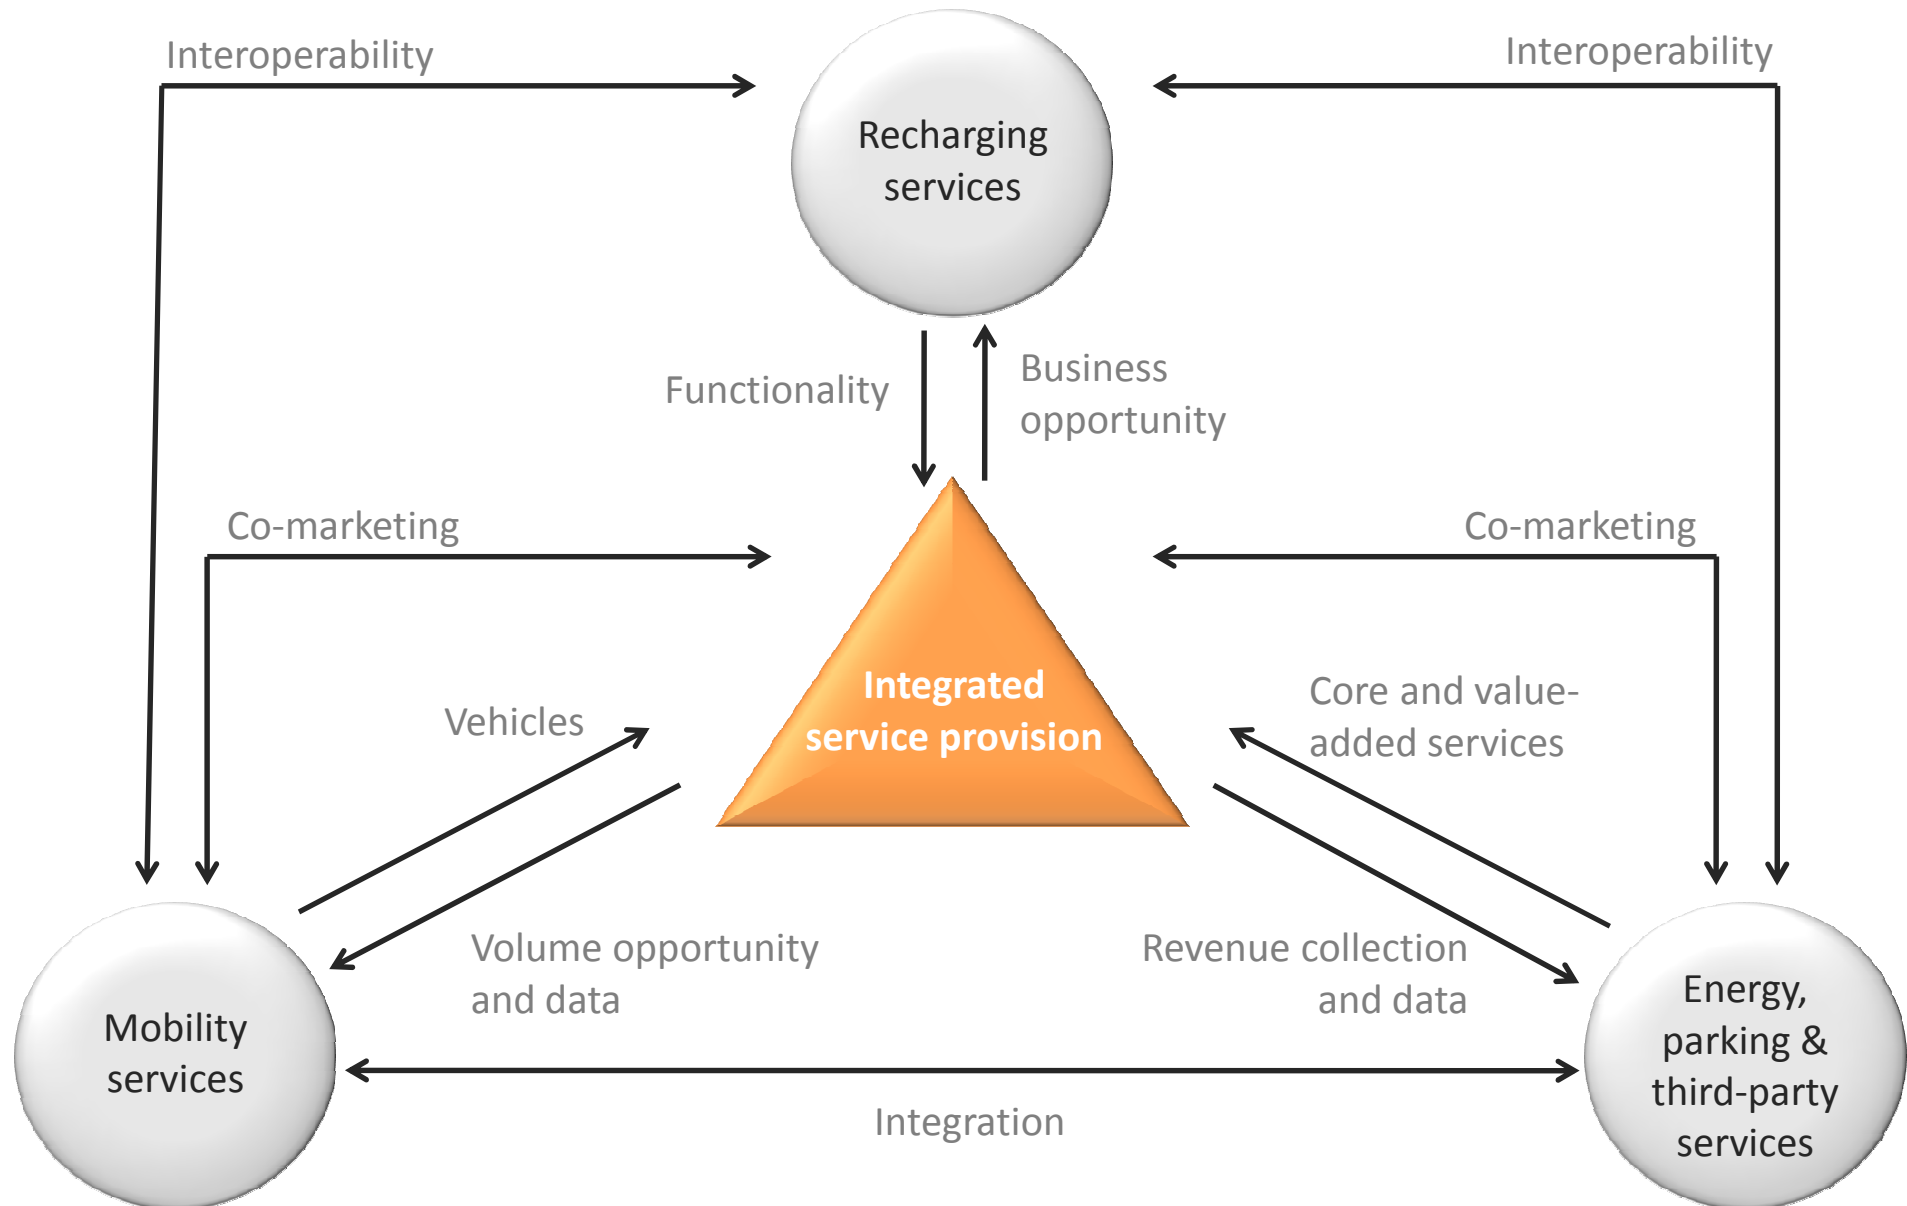 Interoperability
Interoperability
Recharging
services
Functionality
Business
opportunity
Co-marketing
Co-marketing
Integrated
service provision
Vehicles
Core and value-
added services
Volume opportunity
and data
Revenue collection
and data
Mobility
services
Energy,
parking &
third-party
services
Integration